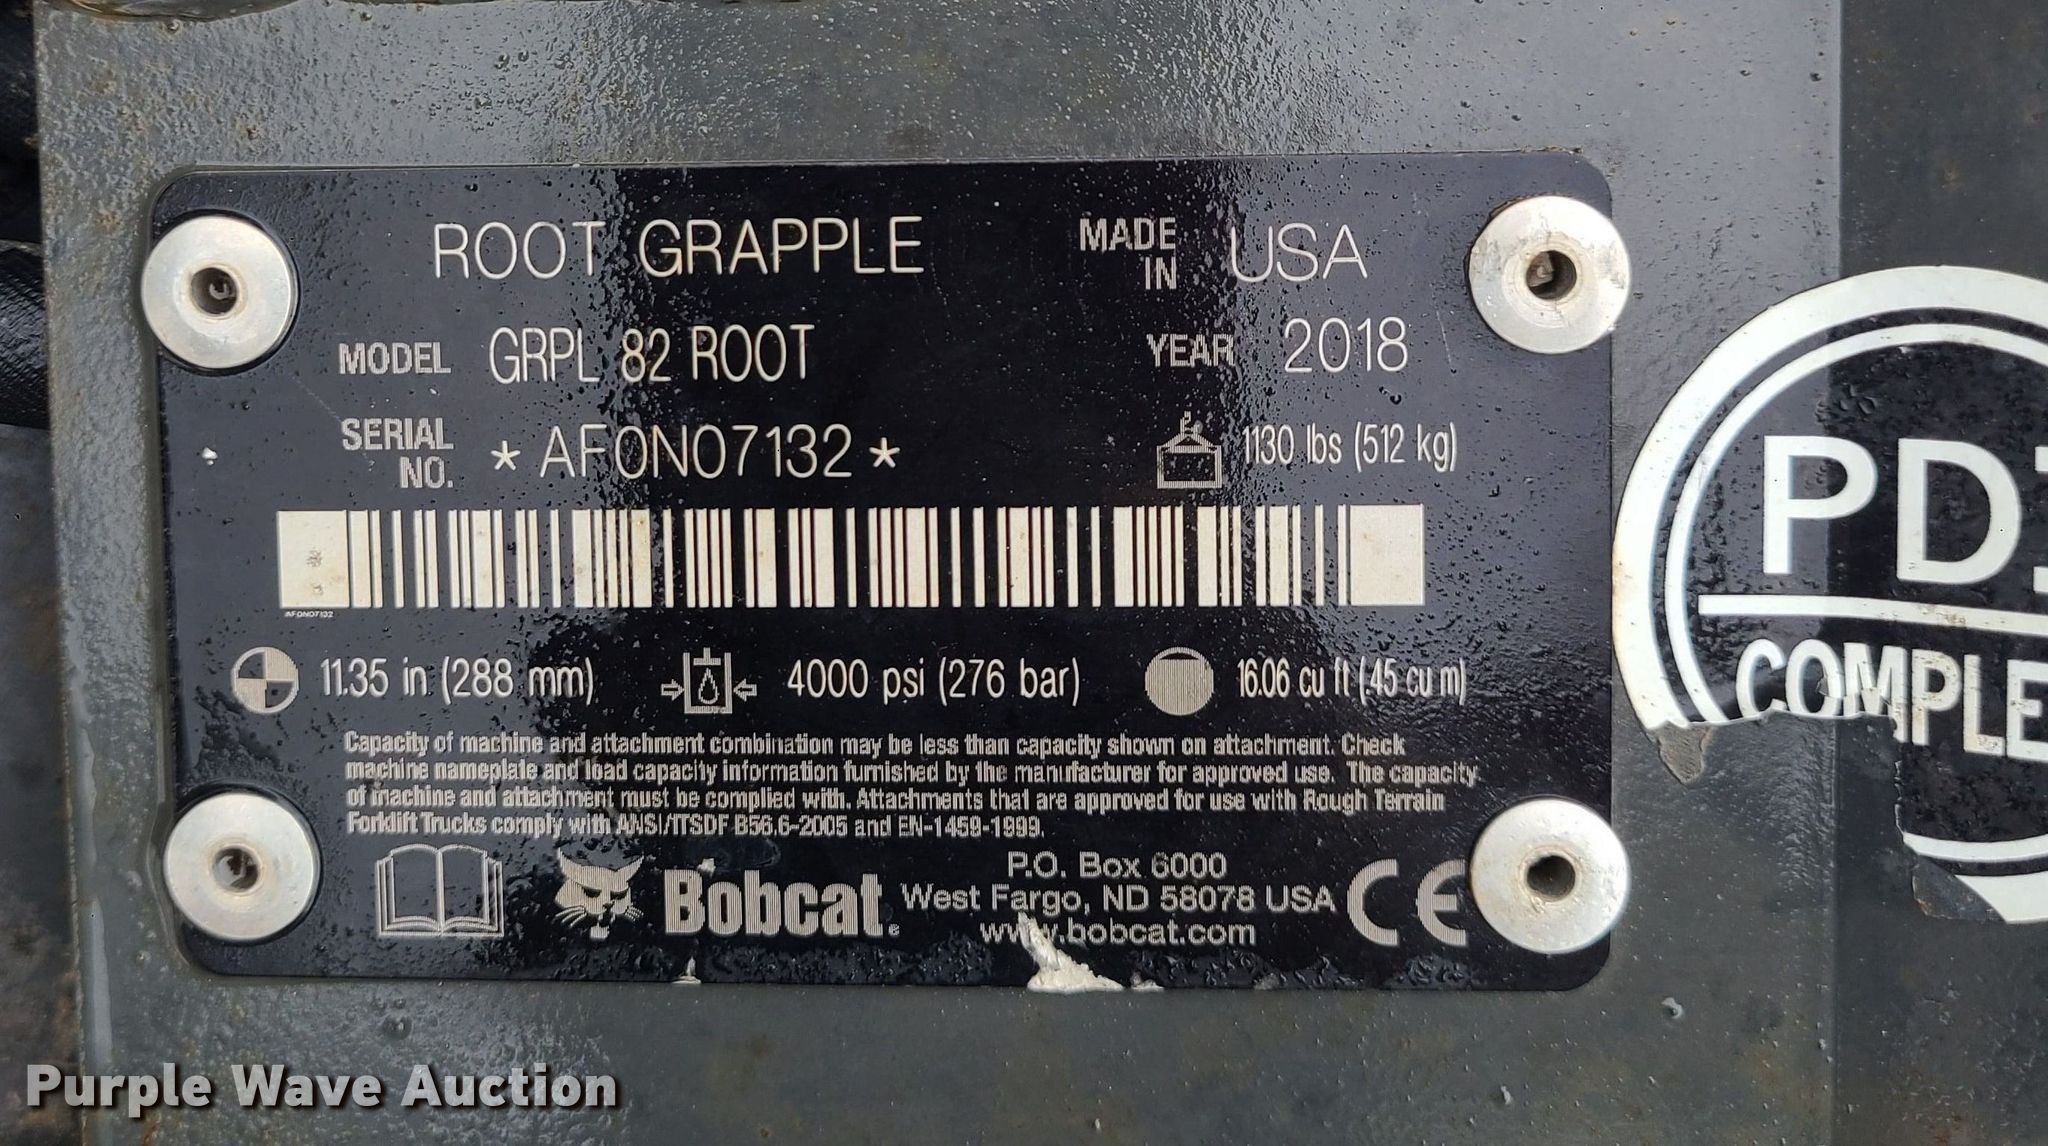 ROOT GRAPPLE MADE IN USA
MODEL GRPL 82 ROOT YEAR 2018
SERIAL NO. *AF0N07132* 1130 lbs (512 kg)
AF0N07132
11.35 in (288 mm) 4000 psi (276 bar) 16.06 cu ft (.45 cu m)
Capacity of machine and attachment combination may be less than capacity shown on attachment. Check
machine nameplate and load capacity information furnished by the manufacturer for approved use. The capacity
of machine and attachment must be complied with. Attachments that are approved for use with Rough Terrain
Forklift Trucks comply with ANSI/ITSDF B56.6-2005 and EN-1459-1999.
Bobcat®
P.O. Box 6000
West Fargo, ND 58078 USA
www.bobcat.com
CE
PDI
COMPLE
Purple Wave Auction